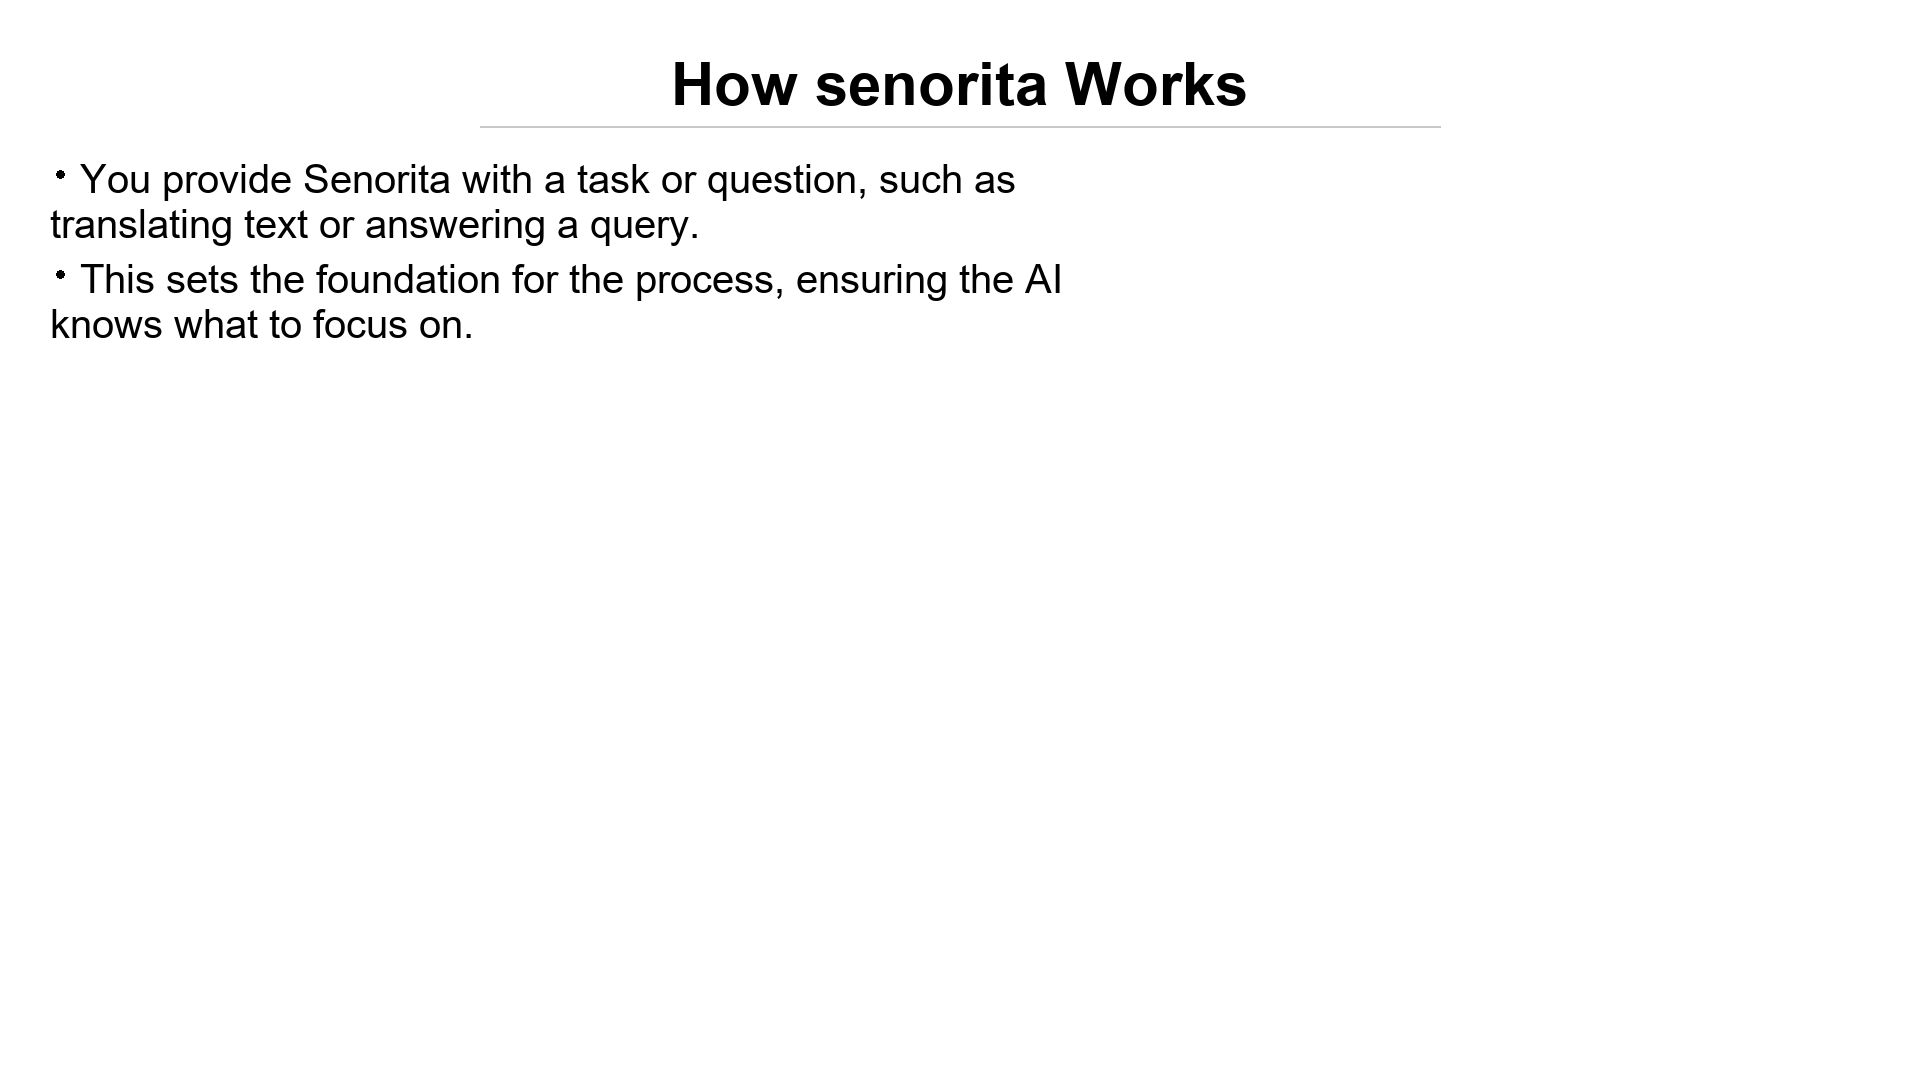 How senorita Works
• You provide Senorita with a task or question, such as
translating text or answering a query.
• This sets the foundation for the process, ensuring the AI
knows what to focus on.